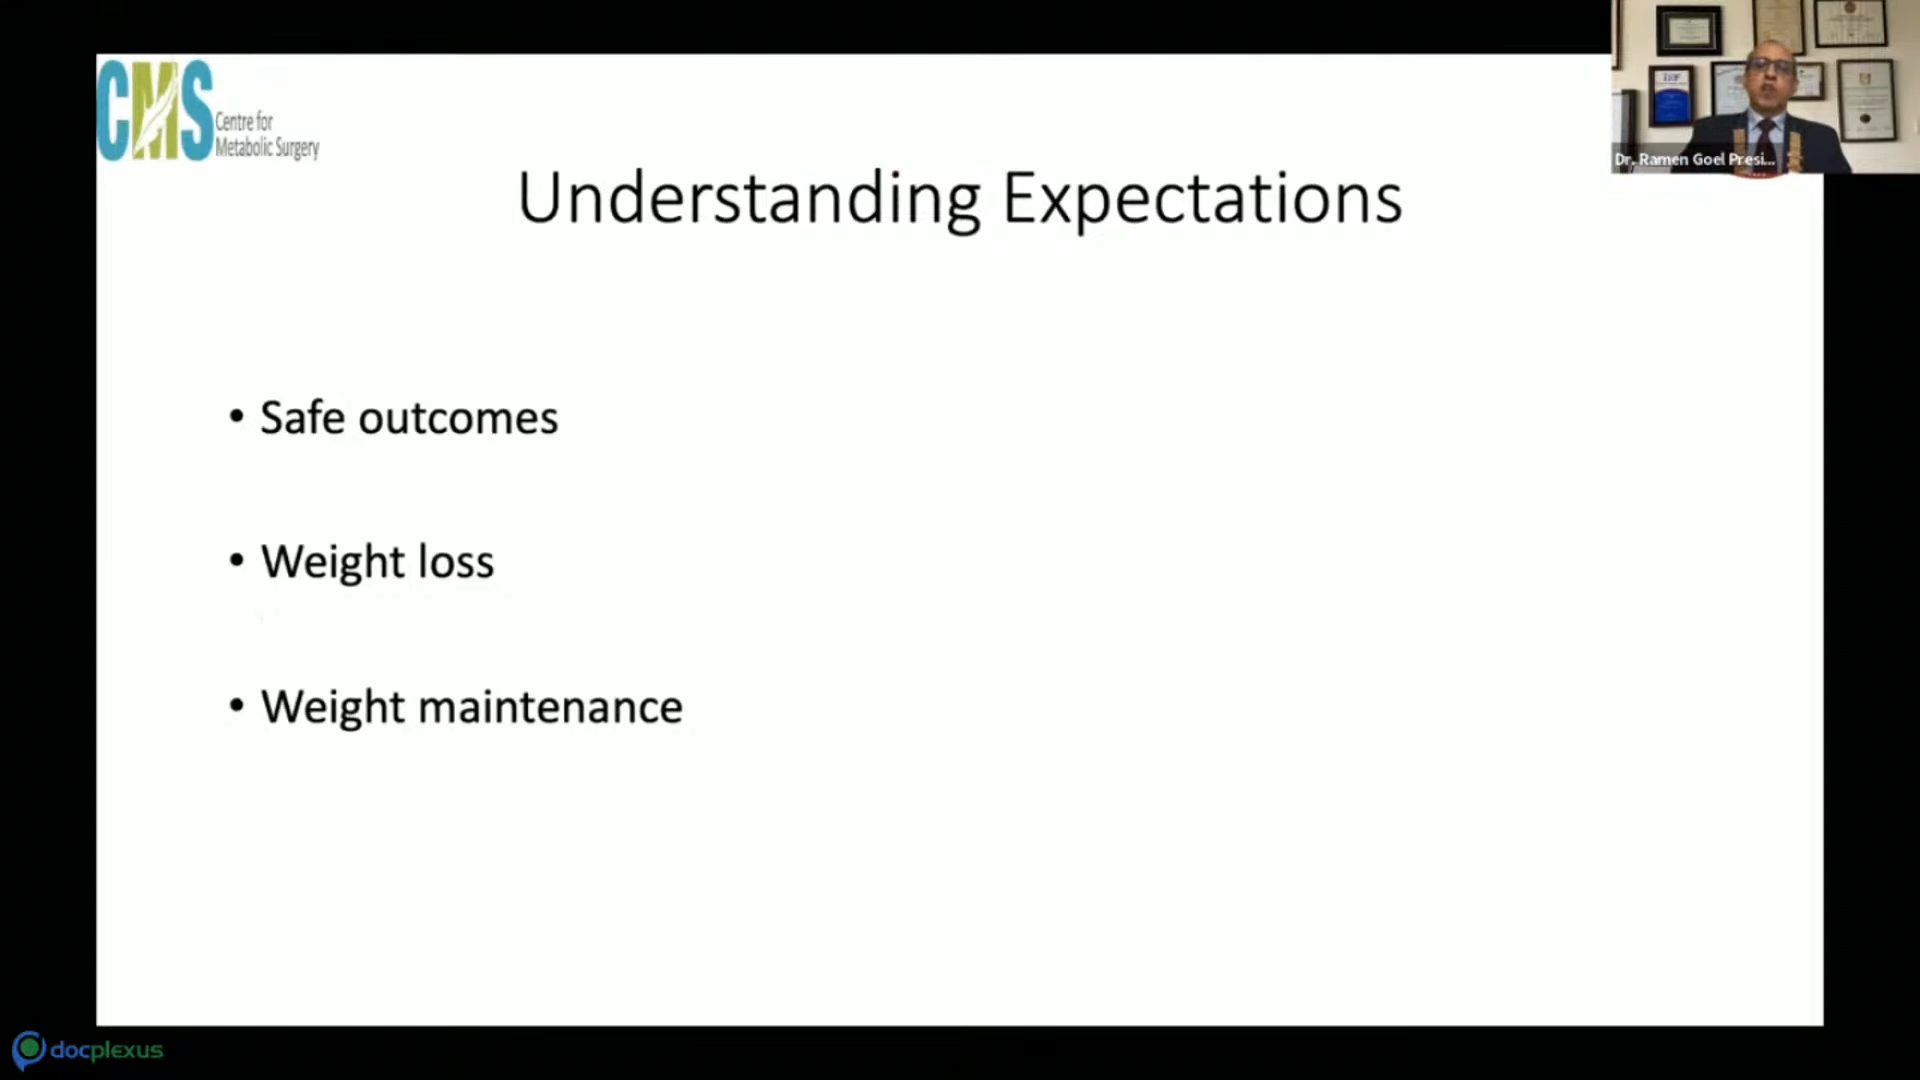 CMS
Centre for
Metabolic Surgery
Dr. Ramen Goel Presi...
Understanding Expectations
• Safe outcomes
• Weight loss
• Weight maintenance
docplexus